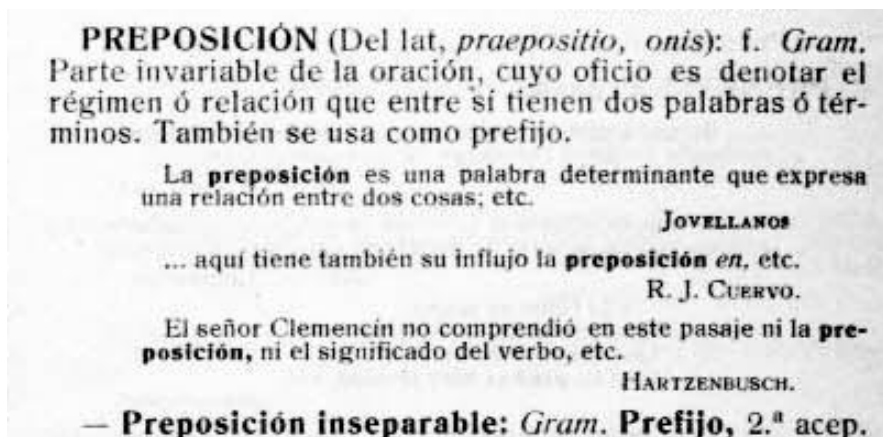 PREPOSICIÓN (Del lat, praepositio, onis): f. Gram.
Parte invariable de la oración, cuyo oficio es denotar el
régimen ó relación que entre sí tienen dos palabras ó tér-
minos. También se usa como prefijo.
La preposición es una palabra determinante que expresa
una relación entre dos cosas; etc.
JOVELLANOS
... aquí tiene también su influjo la preposición en, etc.
R. J. CUERVO.
El señor Clemencín no comprendió en este pasaje ni la pre-
posición, ni el significado del verbo, etc.
HARTZENBUSCH.
— Preposición inseparable: Gram. Prefijo, 2.ª acep.